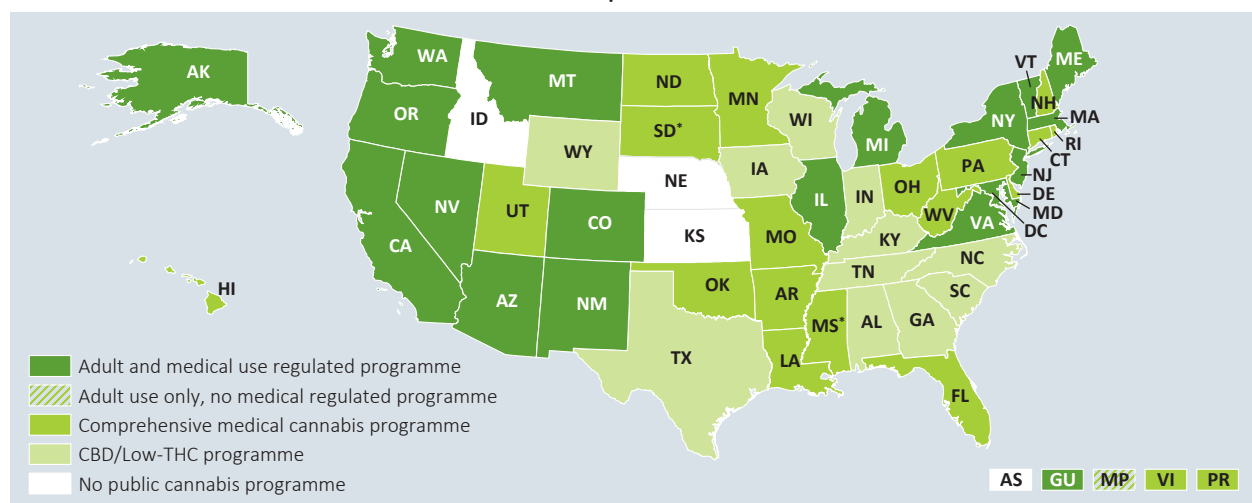 AK
WA
MT
ND
MN
VT
ME
OR
ID
SD*
WI
NH
NY
MA
WY
MI
RI
CT
IA
PA
NJ
NE
OH
DE
NV
UT
IL
IN
MD
WV
VA
DC
CA
CO
KS
MO
KY
NC
HI
TN
OK
AZ
NM
AR
SC
MS*
AL
GA
TX
LA
FL
Adult and medical use regulated programme
Adult use only, no medical regulated programme
Comprehensive medical cannabis programme
CBD/Low-THC programme
No public cannabis programme
AS GU MP VI PR